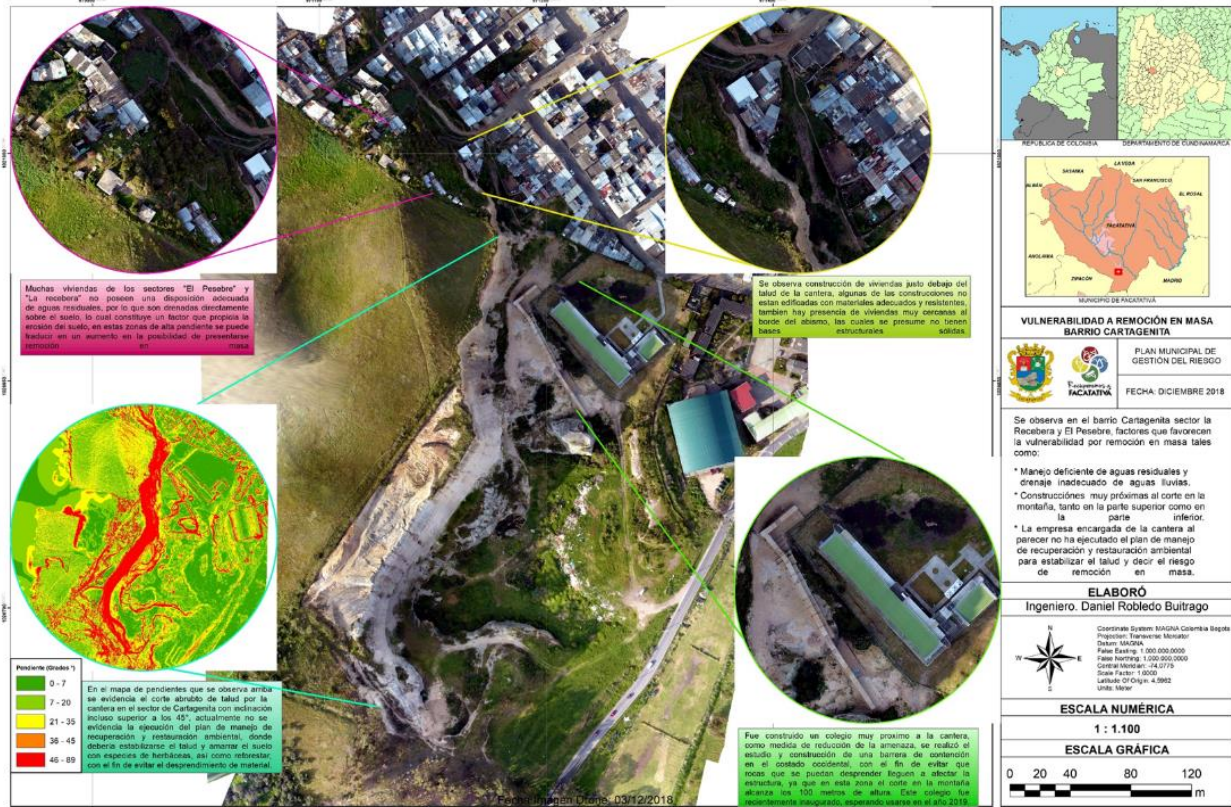 Muchas viviendas de los sectores "El Pesebre" y
"La recebera" no poseen una disposición adecuada
de aguas residuales, por lo que son drenadas directamente
sobre el suelo, lo cual constituye un factor que propicia la
erosión del suelo, en estas zonas de alta pendiente se puede
traducir en un aumento en la posibilidad de presentarse
remoción en masa
Se observa construcción de viviendas justo debajo del
talud de la cantera, algunas de las construcciones no
estan edificadas con materiales adecuados y resistentes,
tambien hay presencia de viviendas muy cercanas al
borde del abismo, las cuales se presume no tienen
bases estructurales sólidas.
Pendiente (Grados °)
0 - 7
7 - 20
21 - 35
36 - 45
46 - 89
En el mapa de pendientes que se observa arriba
se evidencia el corte abrubto de talud por la
cantera en el sector de Cartagenita con inclinación
incluso superior a los 45°, actualmente no se
evidencia la ejecución del plan de manejo de
recuperación y restauración ambiental, donde
debería estabilizarse el talud y amarrar el suelo
con especies de herbáceas, así como reforestar,
con el fin de evitar el desprendimiento de material.
Fue construido un colegio muy proximo a la cantera,
como medida de reducción de la amenaza, se realizó el
estudio y construcción de una barrera de contención
en el costado occidental, con el fin de evitar que
rocas que se puedan desprender lleguen a afectar la
estructura, ya que en esta zona el corte en la montaña
alcanza los 100 metros de altura. Este colegio fue
recientemente inaugurado, esperando usarse en el año 2019.
Fecha Imagen Drone: 03/12/2018
REPUBLICA DE COLOMBIA
DEPARTAMENTO DE CUNDINAMARCA
LA VEGA
SASAIMA
SAN FRANCISCO
ALBÁN
EL ROSAL
FACATATIVÁ
ANOLAIMA
ZIPACÓN
MADRID
MUNICIPIO DE FACATATIVÁ
VULNERABILIDAD A REMOCIÓN EN MASA
BARRIO CARTAGENITA
Recuperemos a
FACATATIVÁ
PLAN MUNICIPAL DE
GESTIÓN DEL RIESGO
FECHA: DICIEMBRE 2018
Se observa en el barrio Cartagenita sector la
Recebera y El Pesebre, factores que favorecen
la vulnerabilidad por remoción en masa tales
como:
* Manejo deficiente de aguas residuales y
drenaje inadecuado de aguas lluvias.
* Construcciónes muy próximas al corte en la
montaña, tanto en la parte superior como en
la parte inferior.
* La empresa encargada de la cantera al
parecer no ha ejecutado el plan de manejo
de recuperación y restauración ambiental
para estabilizar el talud y decir el riesgo
de remoción en masa.
ELABORÓ
Ingeniero. Daniel Robledo Buitrago
N
W E
S
Coordinate System: MAGNA Colombia Bogota
Projection: Transverse Mercator
Datum: MAGNA
False Easting: 1.000.000,0000
False Northing: 1.000.000,0000
Central Meridian: -74,0775
Scale Factor: 1,0000
Latitude Of Origin: 4,5962
Units: Meter
ESCALA NUMÉRICA
1 : 1.100
ESCALA GRÁFICA
0 20 40 80 120
m